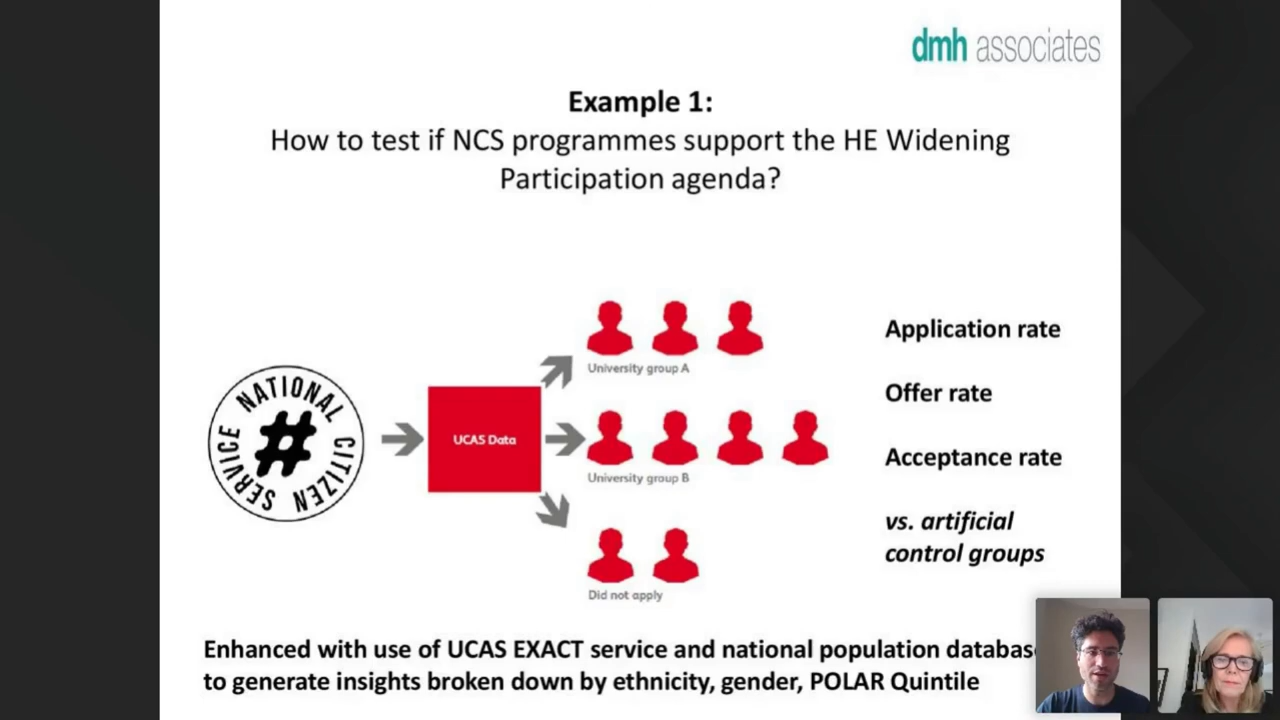 dmh associates
Example 1:
How to test if NCS programmes support the HE Widening
Participation agenda?
NATIONAL CITIZEN SERVICE
#
UCAS Data
University group A
University group B
Did not apply
Application rate
Offer rate
Acceptance rate
vs. artificial
control groups
Enhanced with use of UCAS EXACT service and national population databas
to generate insights broken down by ethnicity, gender, POLAR Quintile